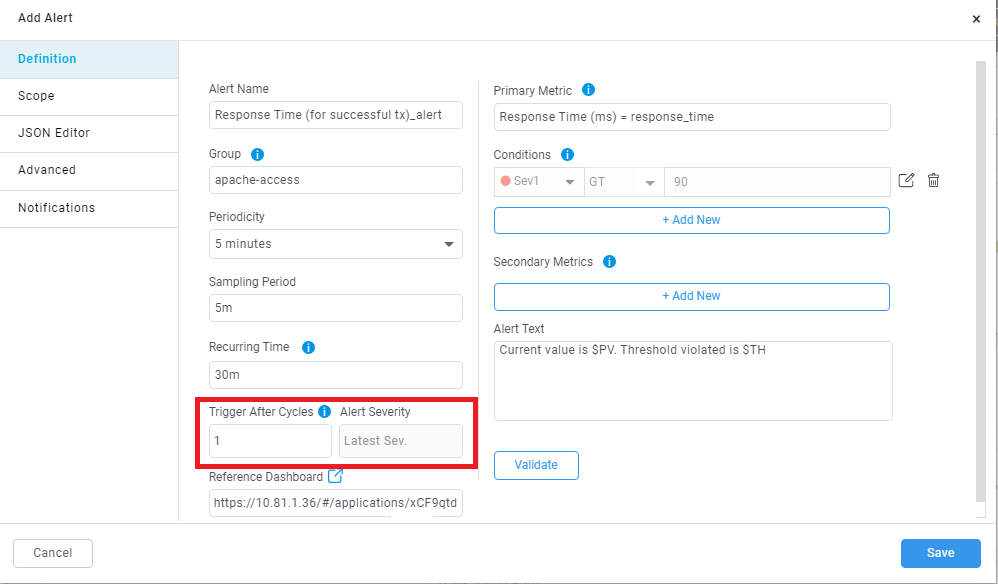 Add Alert
×
Definition
Scope
JSON Editor
Advanced
Notifications
Alert Name
Response Time (for successful tx)_alert
Group
apache-access
Periodicity
5 minutes
Sampling Period
5m
Recurring Time
30m
Trigger After Cycles Alert Severity
1 Latest Sev.
Reference Dashboard
https://10.81.1.36/#/applications/xCF9qtd
Primary Metric
Response Time (ms) = response_time
Conditions
Sev1 GT 90
+ Add New
Secondary Metrics
+ Add New
Alert Text
Current value is $PV. Threshold violated is $TH
Validate
Cancel Save